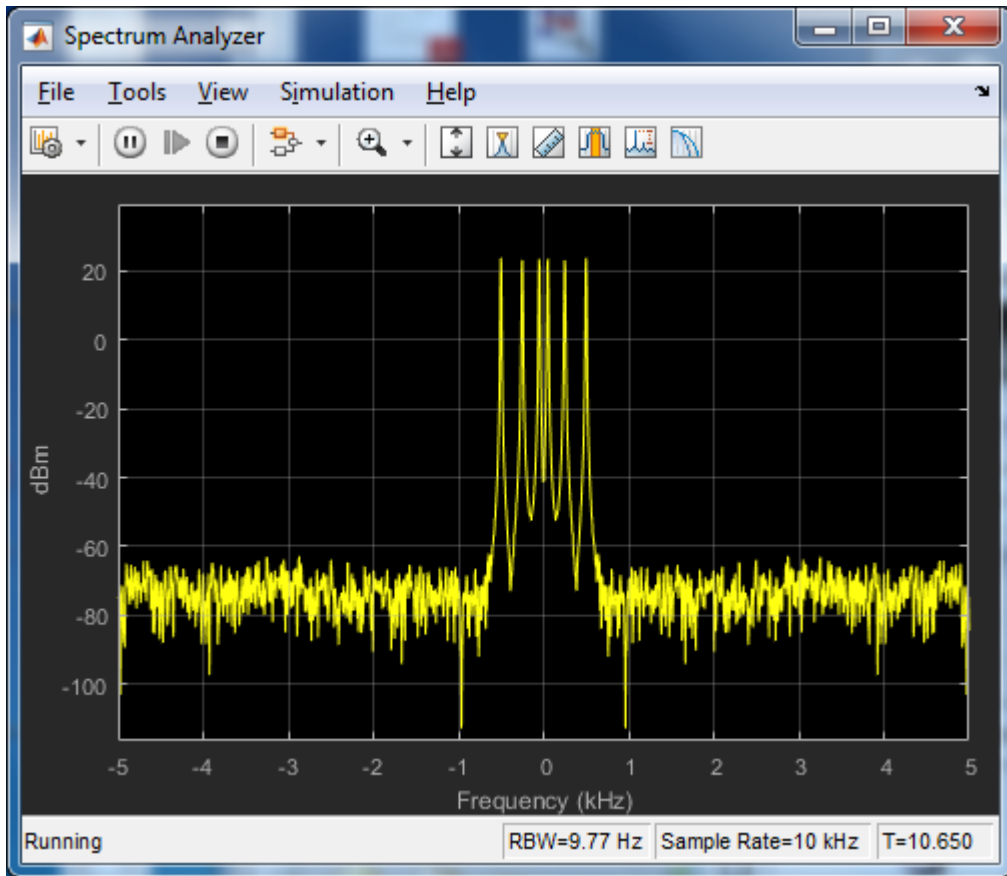 Spectrum Analyzer
File Tools View Simulation Help
20
0
-20
-40
-60
-80
-100
dBm
-5 -4 -3 -2 -1 0 1 2 3 4 5
Frequency (kHz)
Running RBW=9.77 Hz Sample Rate=10 kHz T=10.650